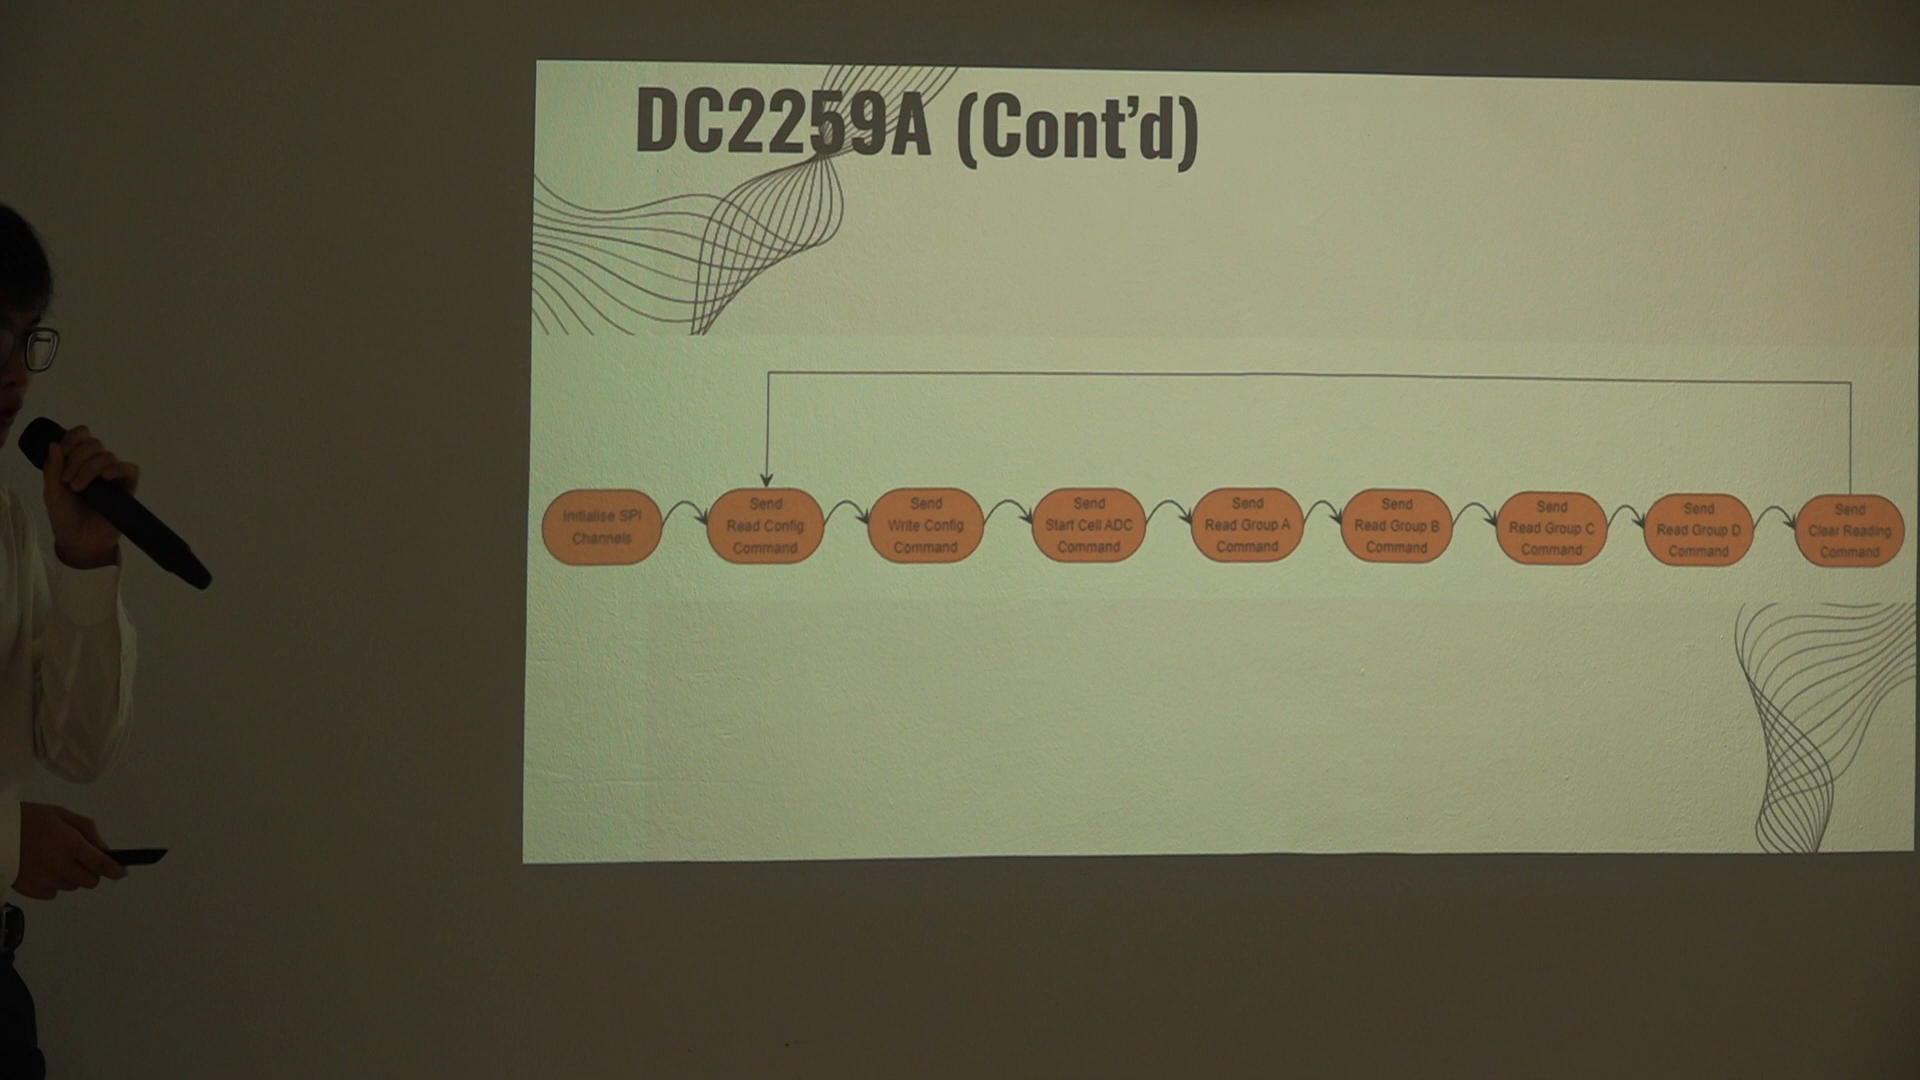 DC2259A (Cont’d)
Initialise SPI
Channels
Send
Read Config
Command
Send
Write Config
Command
Send
Start Cell ADC
Command
Send
Read Group A
Command
Send
Read Group B
Command
Send
Read Group C
Command
Send
Read Group D
Command
Send
Clear Reading
Command